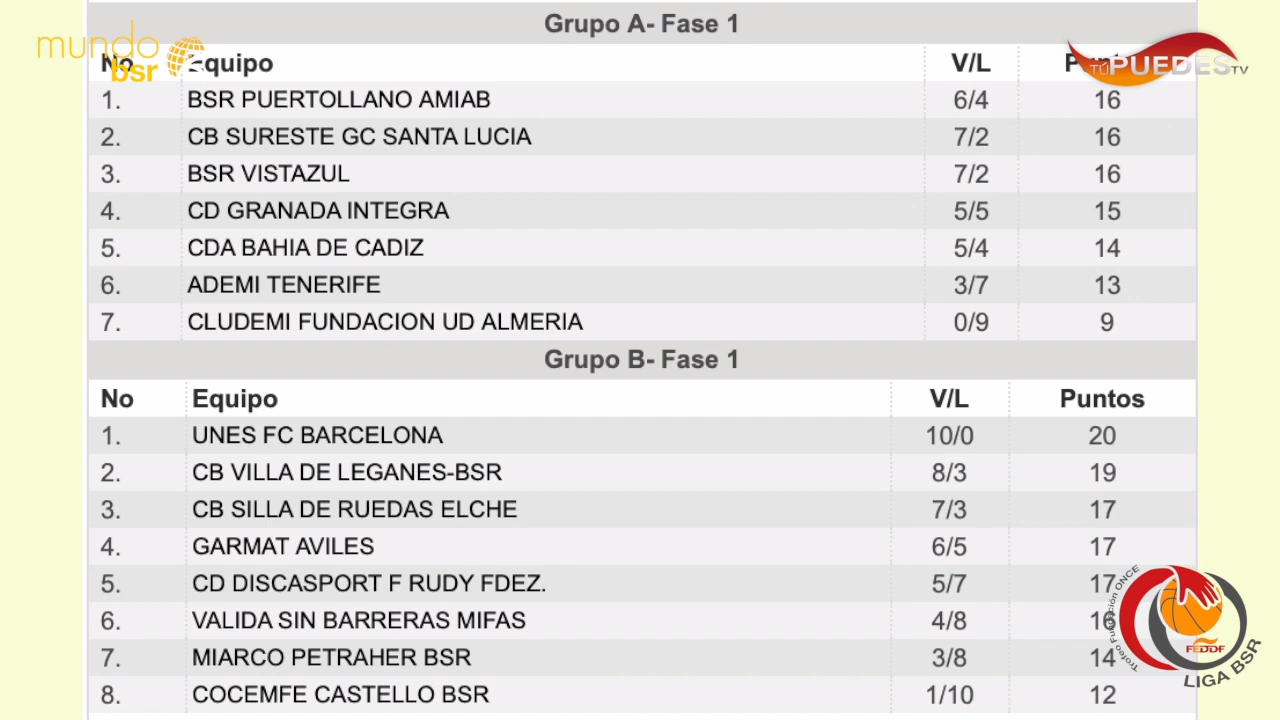 Grupo A- Fase 1
mundo
bsr
No Equipo V/L
TÚ PUEDES TV
1. BSR PUERTOLLANO AMIAB 6/4 16
2. CB SURESTE GC SANTA LUCIA 7/2 16
3. BSR VISTAZUL 7/2 16
4. CD GRANADA INTEGRA 5/5 15
5. CDA BAHIA DE CADIZ 5/4 14
6. ADEMI TENERIFE 3/7 13
7. CLUDEMI FUNDACION UD ALMERIA 0/9 9
Grupo B- Fase 1
No Equipo V/L Puntos
1. UNES FC BARCELONA 10/0 20
2. CB VILLA DE LEGANES-BSR 8/3 19
3. CB SILLA DE RUEDAS ELCHE 7/3 17
4. GARMAT AVILES 6/5 17
5. CD DISCASPORT F RUDY FDEZ. 5/7 17
6. VALIDA SIN BARRERAS MIFAS 4/8 16
7. MIARCO PETRAHER BSR 3/8 14
8. COCEMFE CASTELLO BSR 1/10 12
Trofeo Fundación ONCE
FEDDF
LIGA BSR